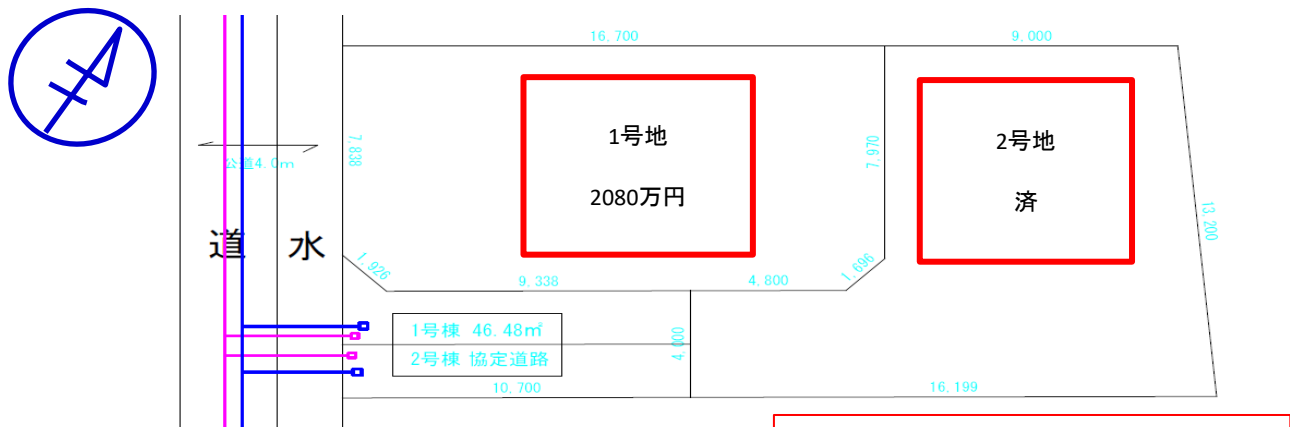 16,700
9,000
1号地
2080万円
2号地
済
7,838
7,970
公道4.0m
13,200
道 水
1,926
9,338
4,800
1,696
1号棟 46.48㎡
2号棟 協定道路
4,000
10,700
16,199